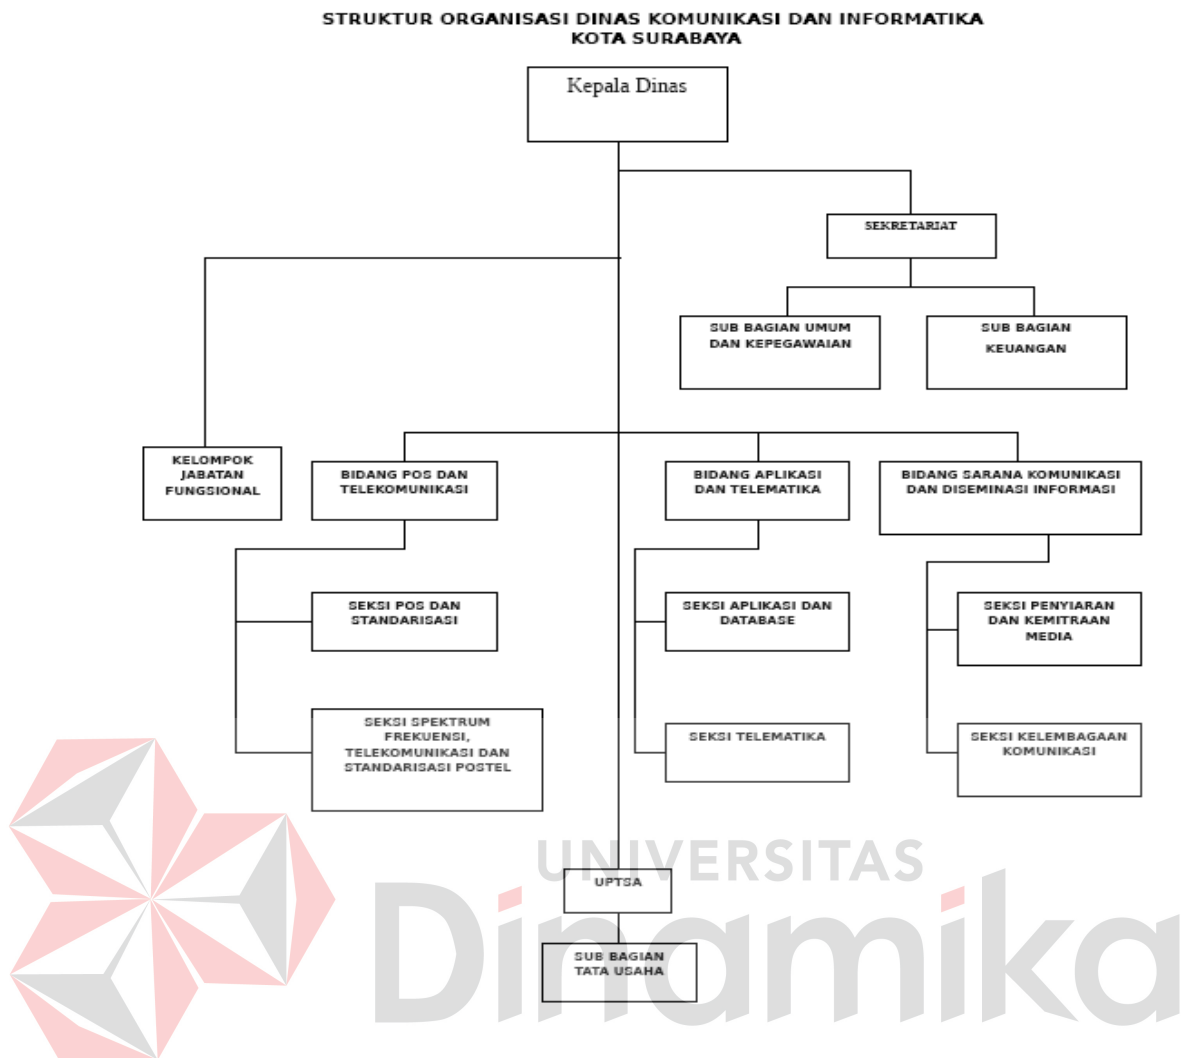 STRUKTUR ORGANISASI DINAS KOMUNIKASI DAN INFORMATIKA
KOTA SURABAYA
Kepala Dinas
SEKRETARIAT
SUB BAGIAN UMUM
DAN KEPEGAWAIAN
SUB BAGIAN
KEUANGAN
KELOMPOK
JABATAN
FUNGSIONAL
BIDANG POS DAN
TELEKOMUNIKASI
BIDANG APLIKASI
DAN TELEMATIKA
BIDANG SARANA KOMUNIKASI
DAN DISEMINASI INFORMASI
SEKSI POS DAN
STANDARISASI
SEKSI APLIKASI DAN
DATABASE
SEKSI PENYIARAN
DAN KEMITRAAN
MEDIA
SEKSI SPEKTRUM
FREKUENSI,
TELEKOMUNIKASI DAN
STANDARISASI POSTEL
SEKSI TELEMATIKA
SEKSI KELEMBAGAAN
KOMUNIKASI
UNIVERSITAS
Dinamika
UPTSA
SUB BAGIAN
TATA USAHA